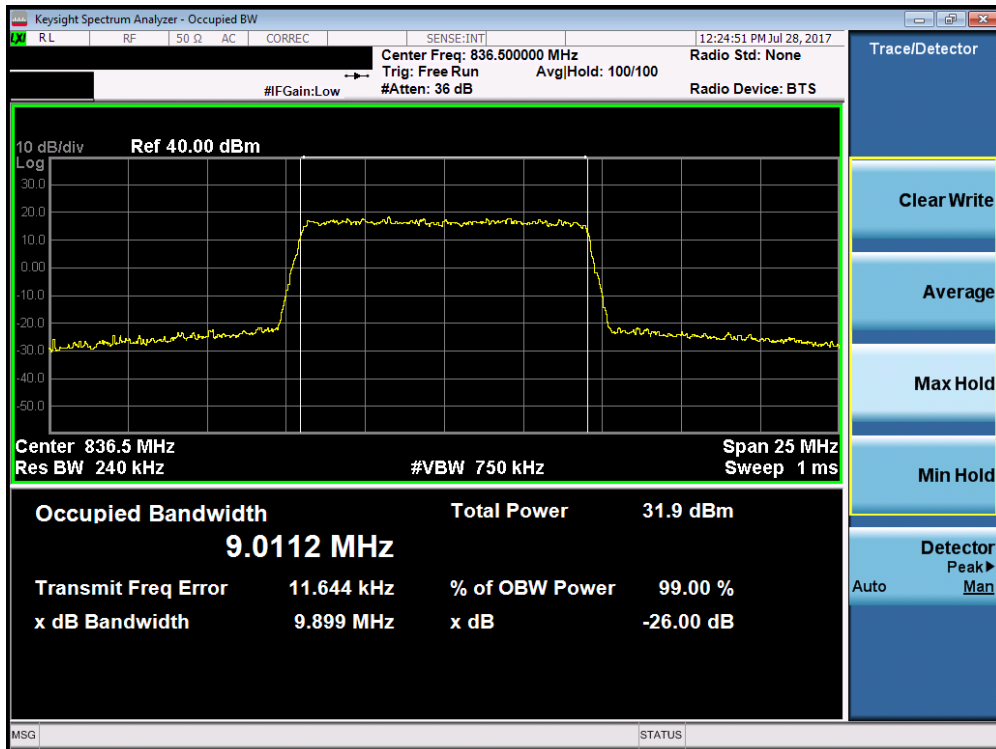 Keysight Spectrum Analyzer - Occupied BW
LXI RL RF 50 Ω AC CORREC SENSE:INT 12:24:51 PM Jul 28, 2017
Center Freq: 836.500000 MHz Radio Std: None
Trig: Free Run Avg|Hold: 100/100
#IFGain:Low #Atten: 36 dB Radio Device: BTS
10 dB/div Ref 40.00 dBm
Log
30.0
20.0
10.0
0.00
-10.0
-20.0
-30.0
-40.0
-50.0
Center 836.5 MHz Span 25 MHz
Res BW 240 kHz #VBW 750 kHz Sweep 1 ms
Occupied Bandwidth Total Power 31.9 dBm
9.0112 MHz
Transmit Freq Error 11.644 kHz % of OBW Power 99.00 %
x dB Bandwidth 9.899 MHz x dB -26.00 dB
MSG STATUS
Trace/Detector
Clear Write
Average
Max Hold
Min Hold
Detector
Peak▶
Auto Man